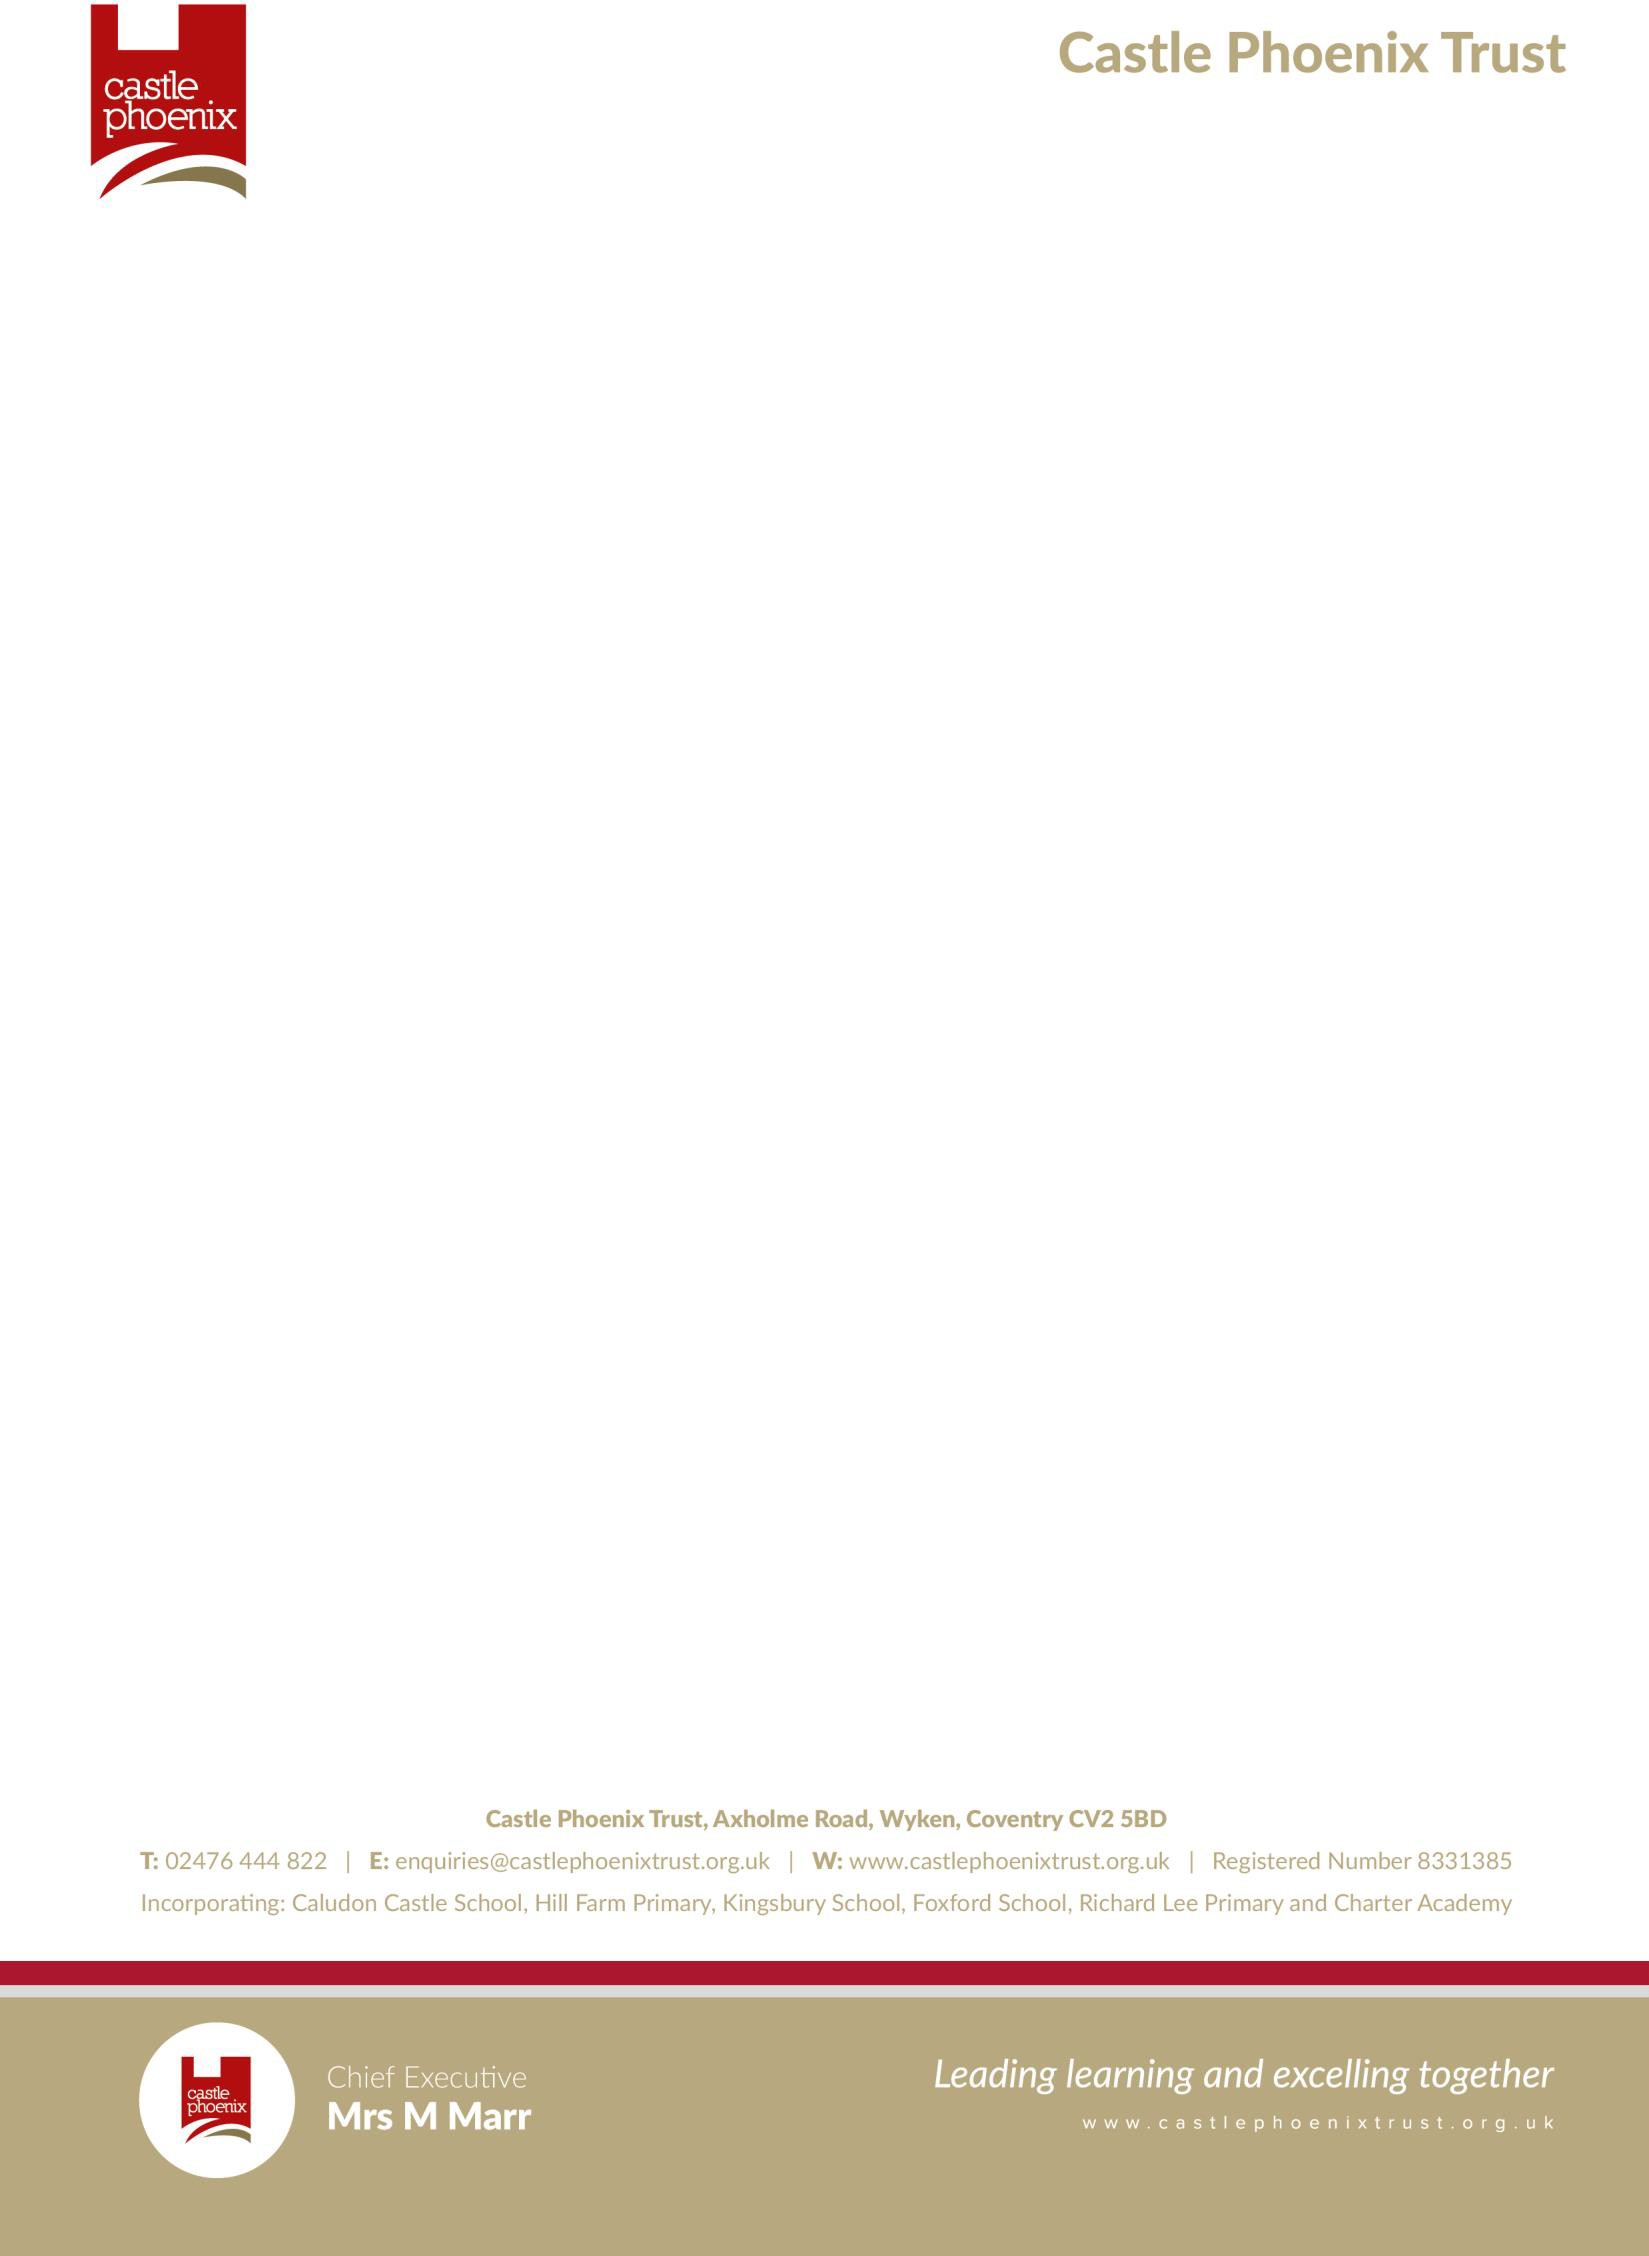 castle
phoenix
Castle Phoenix Trust
Castle Phoenix Trust, Axholme Road, Wyken, Coventry CV2 5BD
T: 02476 444 822 | E: enquiries@castlephoenixtrust.org.uk | W: www.castlephoenixtrust.org.uk | Registered Number 8331385
Incorporating: Caludon Castle School, Hill Farm Primary, Kingsbury School, Foxford School, Richard Lee Primary and Charter Academy
castle
phoenix
Chief Executive
Mrs M Marr
Leading learning and excelling together
www.castlephoenixtrust.org.uk